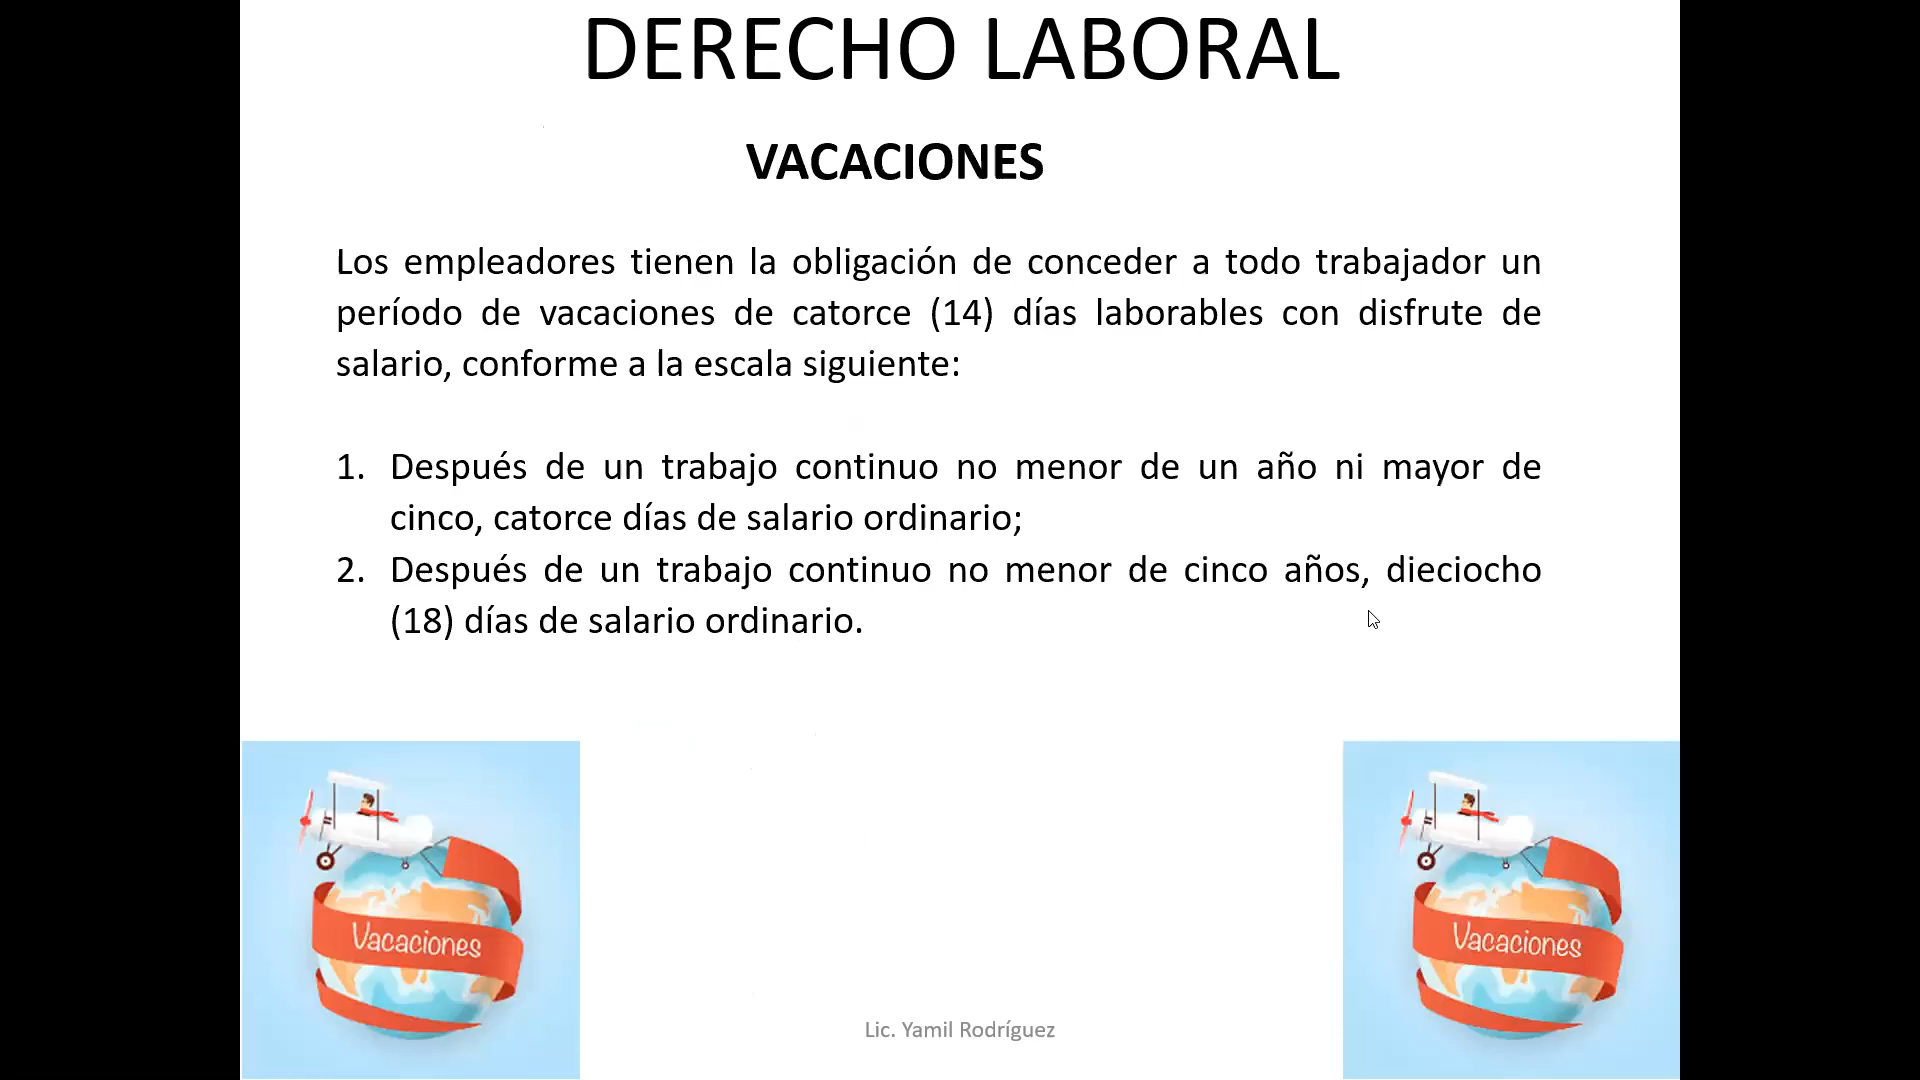 DERECHO LABORAL
VACACIONES
Los empleadores tienen la obligación de conceder a todo trabajador un
período de vacaciones de catorce (14) días laborables con disfrute de
salario, conforme a la escala siguiente:
1. Después de un trabajo continuo no menor de un año ni mayor de
cinco, catorce días de salario ordinario;
2. Después de un trabajo continuo no menor de cinco años, dieciocho
(18) días de salario ordinario.
Vacaciones
Vacaciones
Lic. Yamil Rodríguez